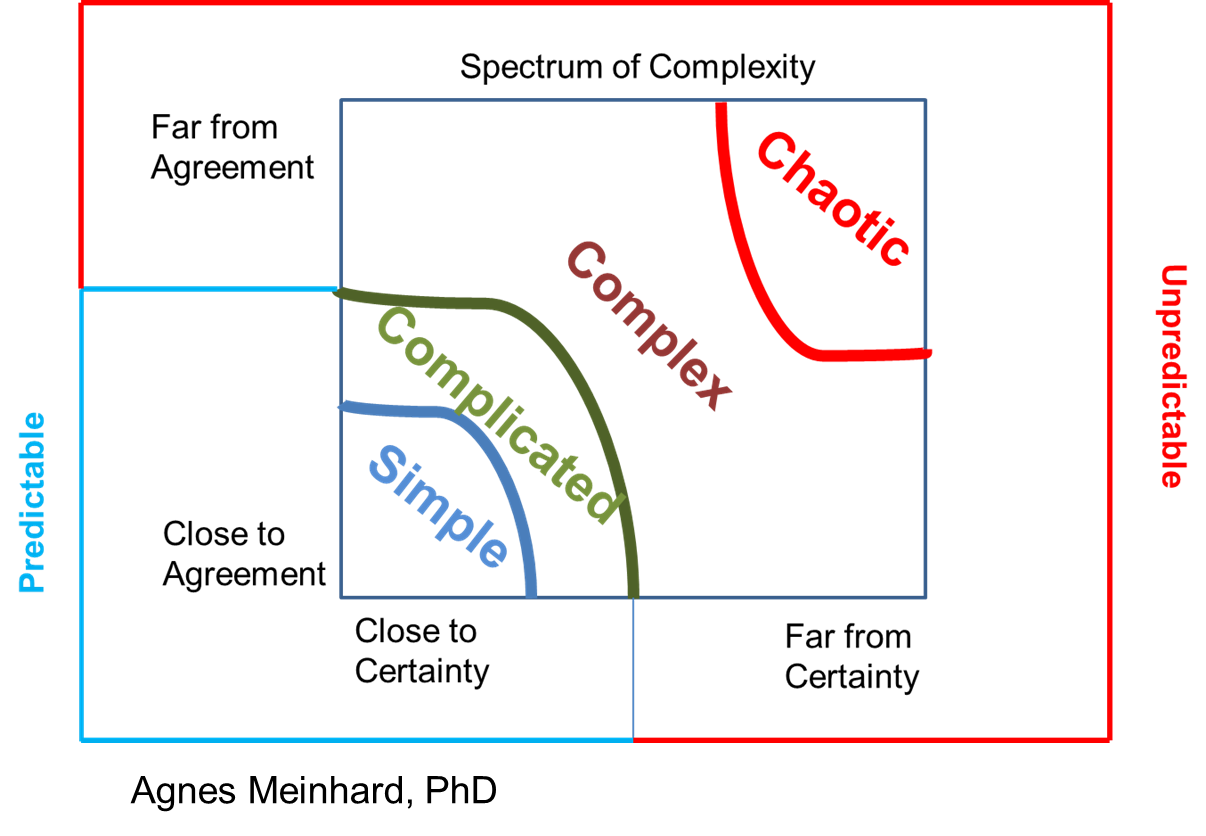 Spectrum of Complexity
Far from
Agreement
Chaotic
Complex
Unpredictable
Complicated
Predictable
Simple
Close to
Agreement
Close to
Certainty
Far from
Certainty
Agnes Meinhard, PhD